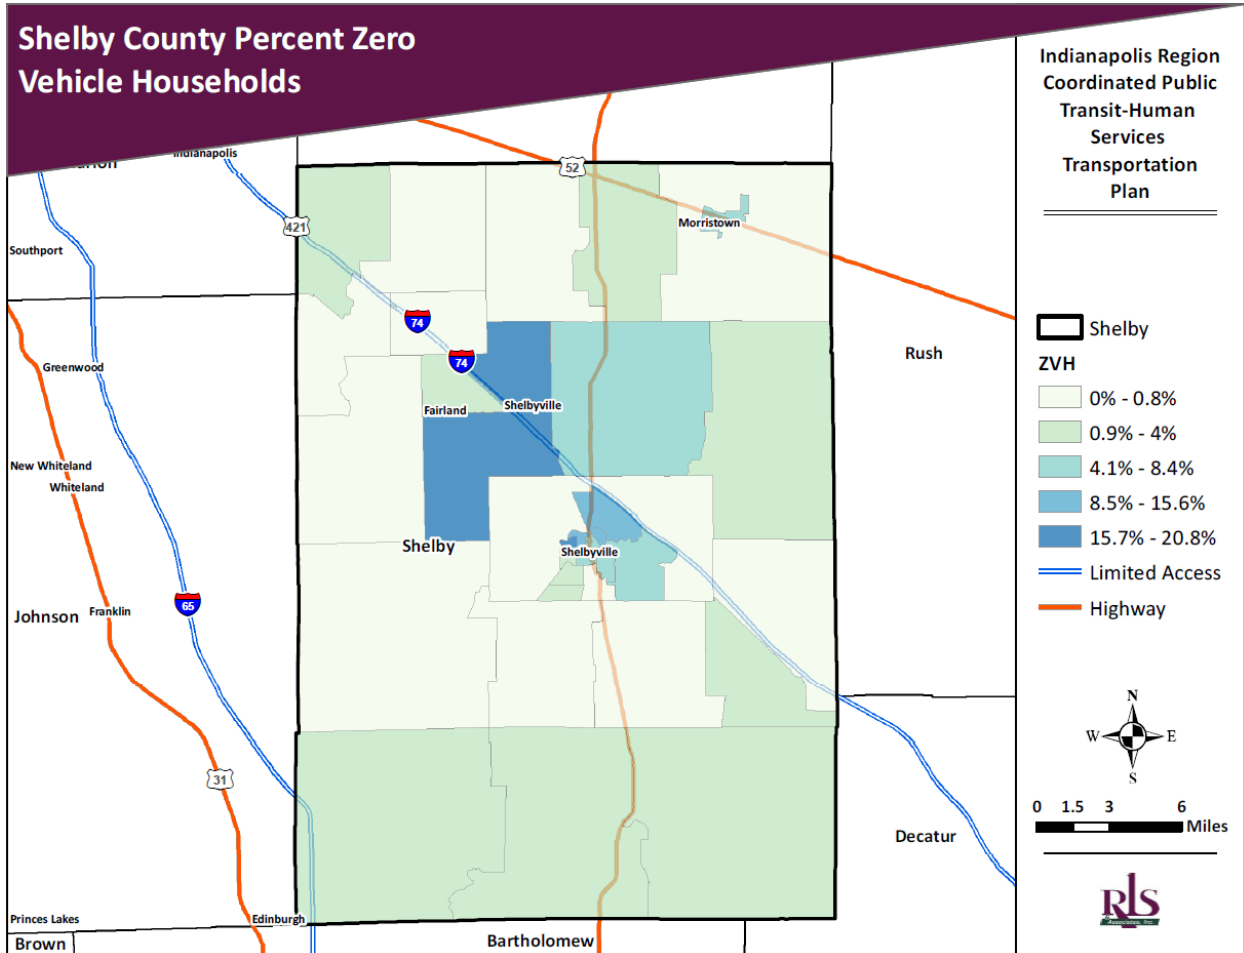 Shelby County Percent Zero
Vehicle Households
Indianapolis Region
Coordinated Public
Transit-Human
Services
Transportation
Plan
Indianapolis
52
421
Morristown
Southport
74
Shelby
Rush
ZVH
74
Greenwood
0% - 0.8%
Fairland
Shelbyville
0.9% - 4%
New Whiteland
4.1% - 8.4%
Whiteland
8.5% - 15.6%
Shelby
Shelbyville
15.7% - 20.8%
Limited Access
65
Johnson
Franklin
Highway
N
W
E
S
31
0 1.5 3 6
Miles
Decatur
RLS
& Associates, Inc.
Princes Lakes
Edinburgh
Brown
Bartholomew